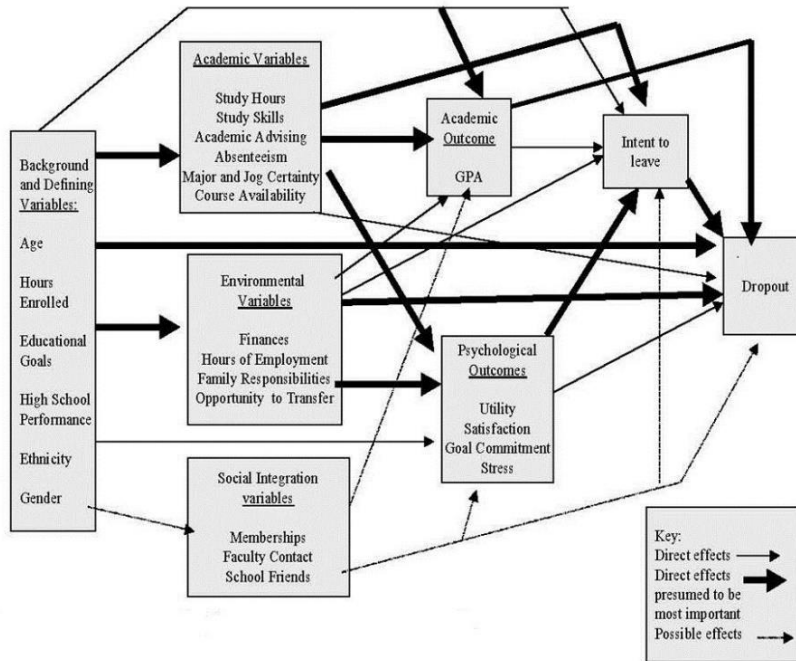 Background
and Defining
Variables:
Age
Hours
Enrolled
Educational
Goals
High School
Performance
Ethnicity
Gender
Academic Variables
Study Hours
Study Skills
Academic Advising
Absenteeism
Major and Jog Certainty
Course Availability
Environmental
Variables
Finances
Hours of Employment
Family Responsibilities
Opportunity to Transfer
Social Integration
variables
Memberships
Faculty Contact
School Friends
Academic
Outcome
GPA
Psychological
Outcomes
Utility
Satisfaction
Goal Commitment
Stress
Intent to
leave
Dropout
Key:
Direct effects
Direct effects
presumed to be
most important
Possible effects